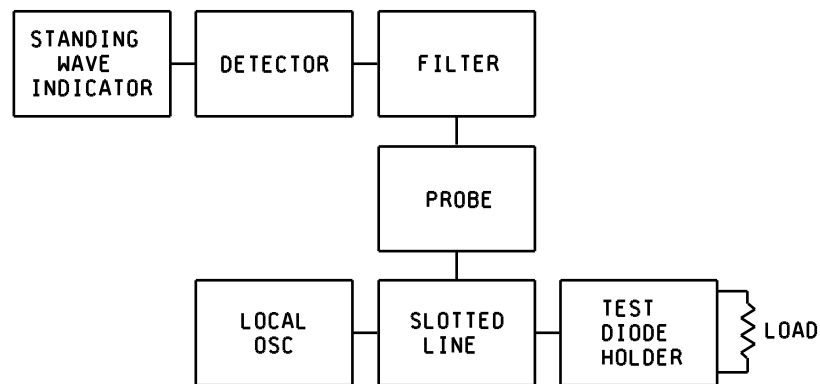 STANDING
WAVE
INDICATOR
DETECTOR
FILTER
PROBE
LOCAL
OSC
SLOTTED
LINE
TEST
DIODE
HOLDER
LOAD